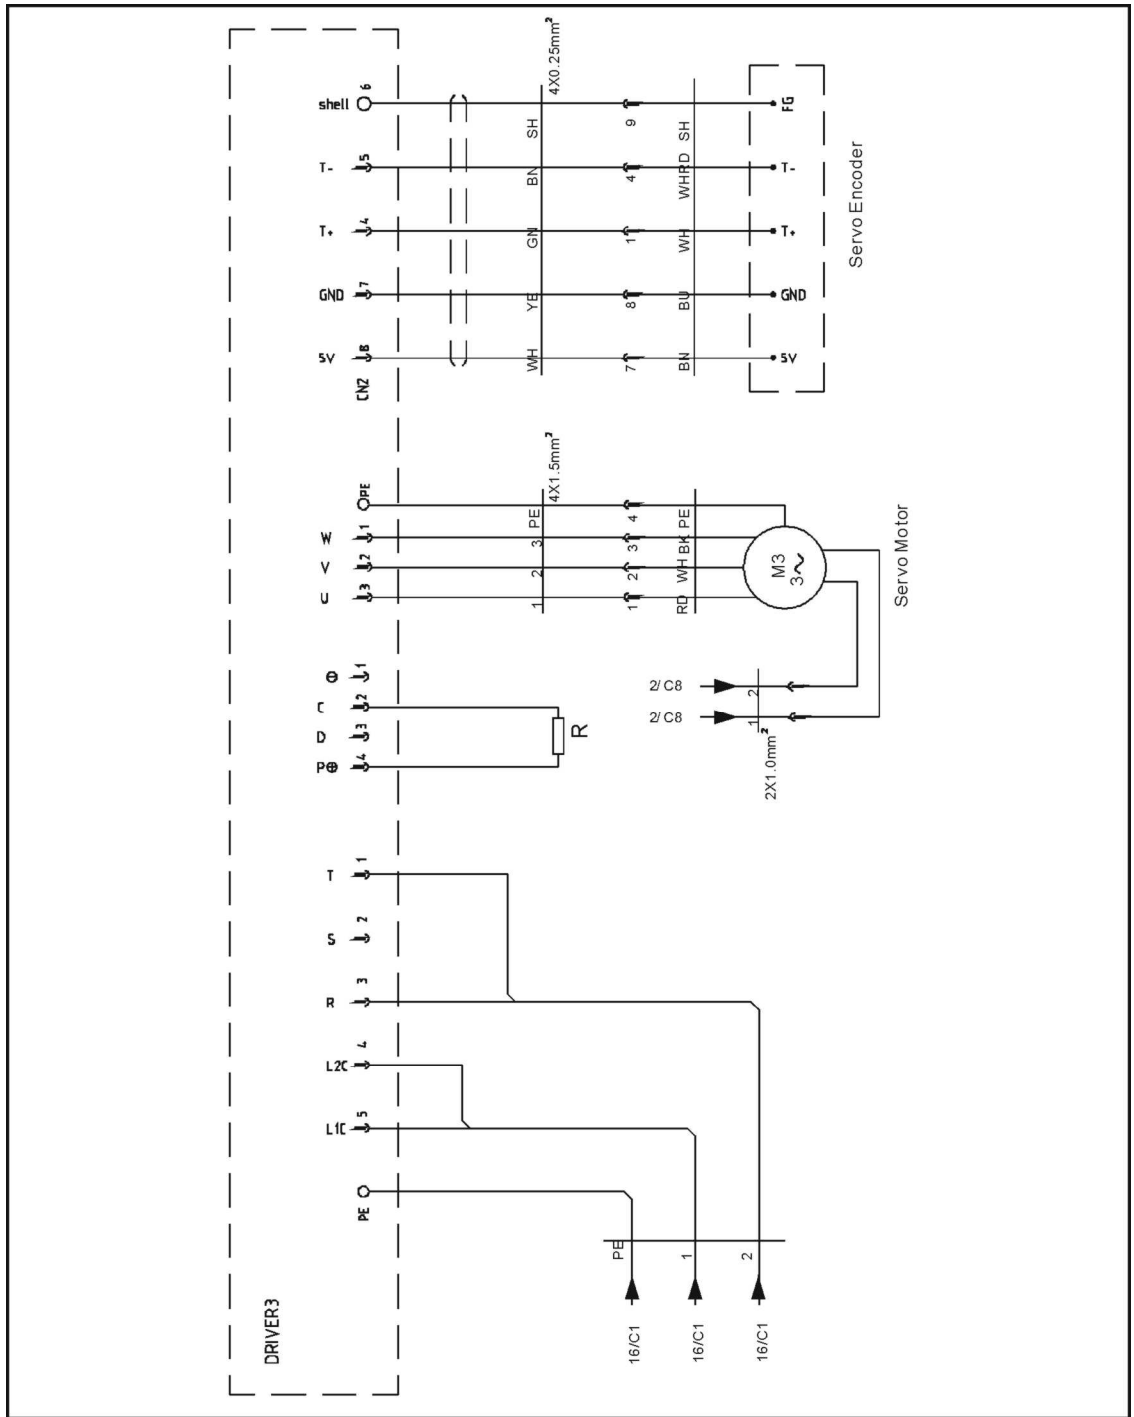 4X0.25mm²
shell 6 SH 9 SH FG
T- 5 BN 4 WHRD T-
T+ 4 GN 1 WH T+
GND 7 YE 8 BU GND
5V 8 WH 7 BN 5V
CN2
Servo Encoder
4X1.5mm²
PE PE 4 PE
W 1 3 3 BK
V 2 2 2 WH
U 3 1 1 RD
M3
3~
Servo Motor
⊖ 1
C 2
D 3
P⊕ 4
R
2/ C8 2
2/ C8 1
2X1.0mm²
T 1
S 2
R 3
L2C 4
L1C 5
PE
PE 1 2
16/C1 16/C1 16/C1
DRIVER3